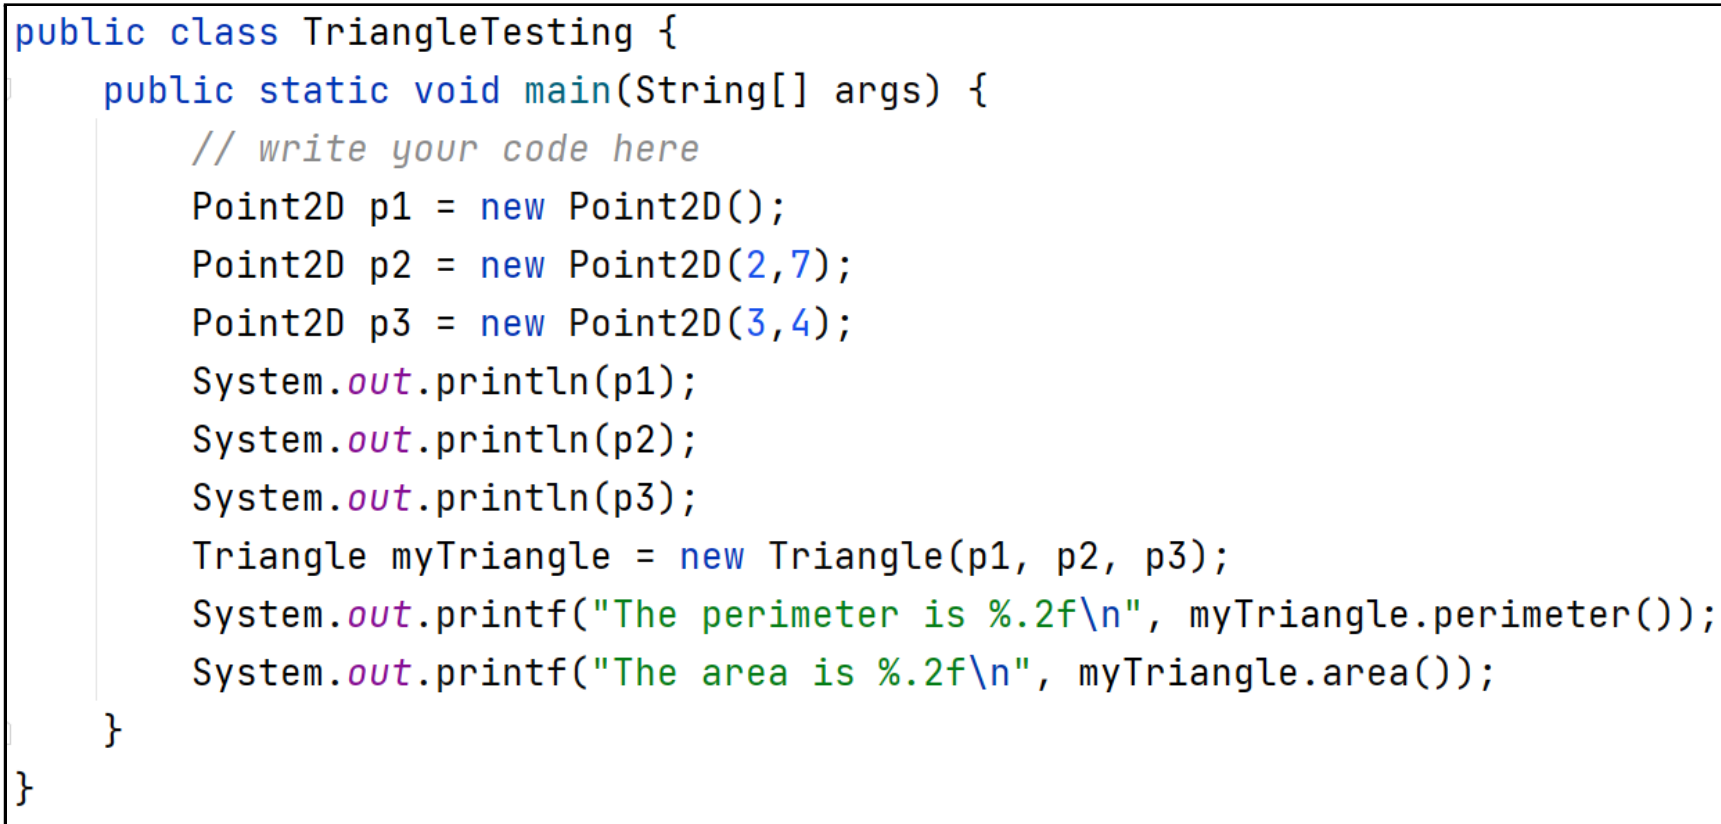 public class TriangleTesting {
    public static void main(String[] args) {
        // write your code here
        Point2D p1 = new Point2D();
        Point2D p2 = new Point2D(2,7);
        Point2D p3 = new Point2D(3,4);
        System.out.println(p1);
        System.out.println(p2);
        System.out.println(p3);
        Triangle myTriangle = new Triangle(p1, p2, p3);
        System.out.printf("The perimeter is %.2f\n", myTriangle.perimeter());
        System.out.printf("The area is %.2f\n", myTriangle.area());
    }
}